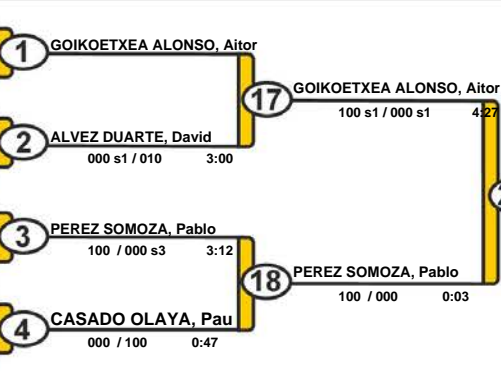 1 GOIKOETXEA ALONSO, Aitor
17 GOIKOETXEA ALONSO, Aitor
100 s1 / 000 s1 4:27
2 ALVEZ DUARTE, David
000 s1 / 010 3:00
3 PEREZ SOMOZA, Pablo
100 / 000 s3 3:12
18 PEREZ SOMOZA, Pablo
100 / 000 0:03
4 CASADO OLAYA, Pau
000 / 100 0:47